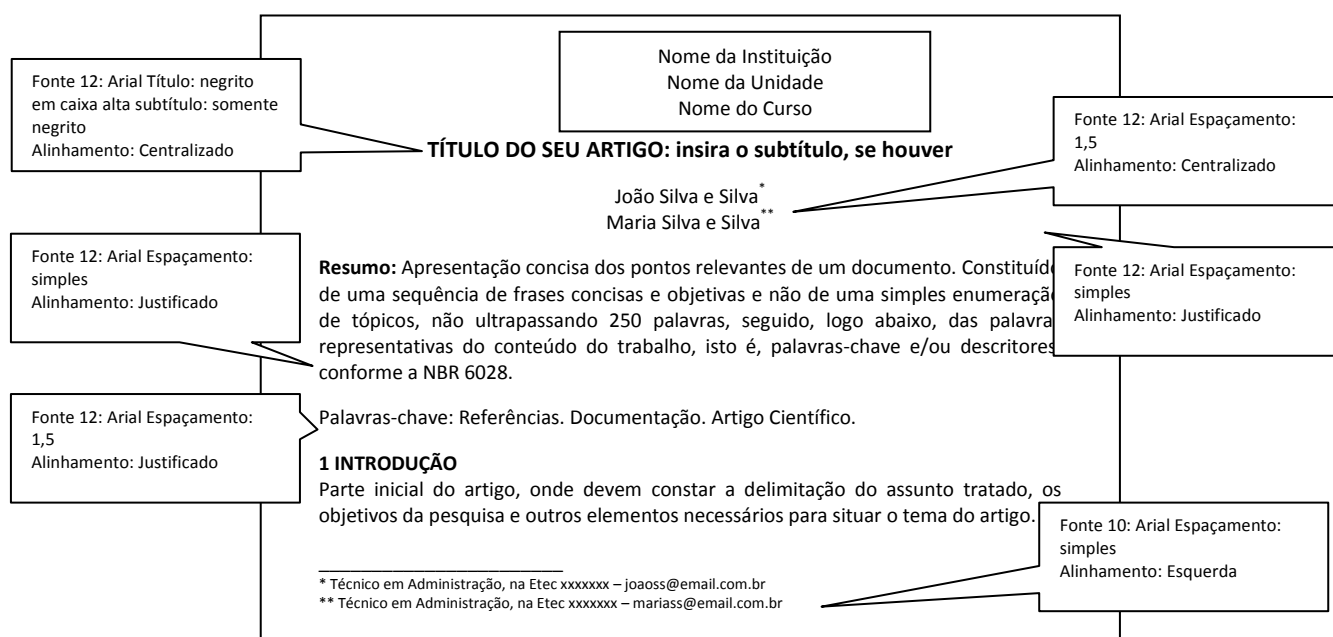 Nome da Instituição
Nome da Unidade
Nome do Curso
Fonte 12: Arial Título: negrito
em caixa alta subtítulo: somente
negrito
Alinhamento: Centralizado
TÍTULO DO SEU ARTIGO: insira o subtítulo, se houver
Fonte 12: Arial Espaçamento:
1,5
Alinhamento: Centralizado
João Silva e Silva*
Maria Silva e Silva**
Fonte 12: Arial Espaçamento:
simples
Alinhamento: Justificado
Resumo: Apresentação concisa dos pontos relevantes de um documento. Constituíd
de uma sequência de frases concisas e objetivas e não de uma simples enumeraçã
de tópicos, não ultrapassando 250 palavras, seguido, logo abaixo, das palavra
representativas do conteúdo do trabalho, isto é, palavras-chave e/ou descritores
conforme a NBR 6028.
Fonte 12: Arial Espaçamento:
simples
Alinhamento: Justificado
Fonte 12: Arial Espaçamento:
1,5
Alinhamento: Justificado
Palavras-chave: Referências. Documentação. Artigo Científico.
1 INTRODUÇÃO
Parte inicial do artigo, onde devem constar a delimitação do assunto tratado, os
objetivos da pesquisa e outros elementos necessários para situar o tema do artigo.
Fonte 10: Arial Espaçamento:
simples
Alinhamento: Esquerda
* Técnico em Administração, na Etec xxxxxxx – joaoss@email.com.br
** Técnico em Administração, na Etec xxxxxxx – mariass@email.com.br